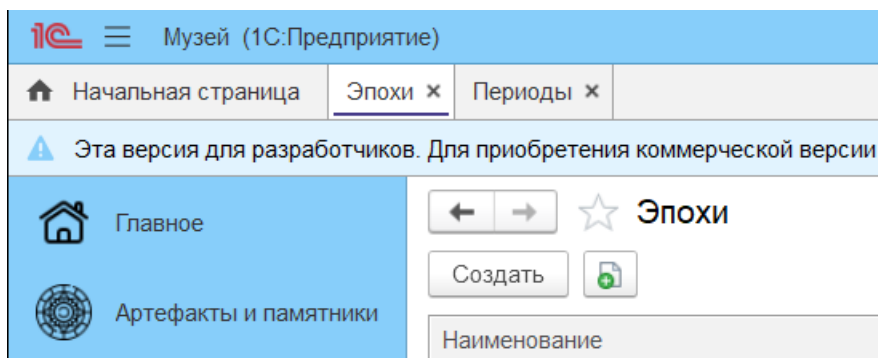 1С Музей (1С:Предприятие)
Начальная страница Эпохи × Периоды ×
Эта версия для разработчиков. Для приобретения коммерческой версии
Главное
Эпохи
Создать
Артефакты и памятники
Наименование